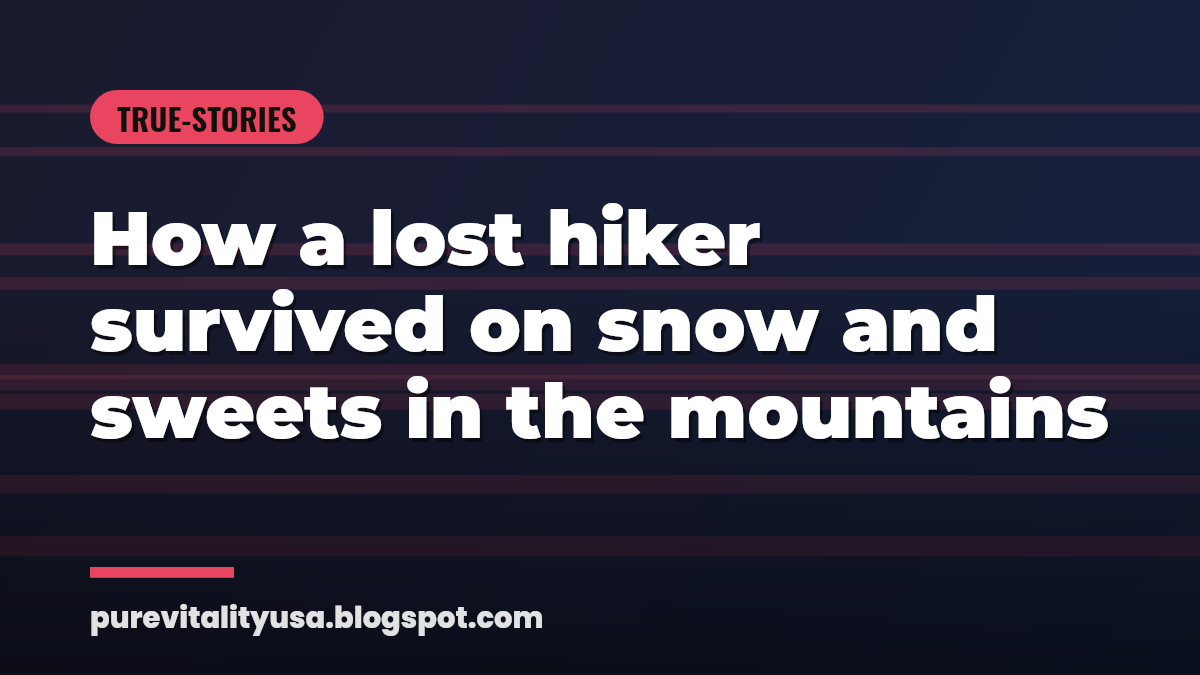 TRUE-STORIES
How a lost hiker
survived on snow and
sweets in the mountains
purevitalityusa.blogspot.com